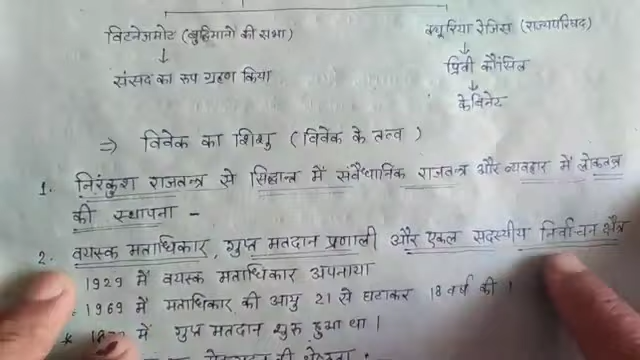 विटनेजमोट (बुद्धिमानों की सभा)
क्यूरिया रेजिस (राज्यपरिषद)
↓
↓
संसद का रूप ग्रहण किया
प्रिवी कौंसिल
↓
केबिनेट
⇒ विवेक का शिशु (विवेक के तत्व)
1. निरंकुश राजतन्त्र से सिद्धान्त में संवैधानिक राजतन्त्र और व्यवहार में लोकतन्त्र
की स्थापना -
2. वयस्क मताधिकार, गुप्त मतदान प्रणाली और एकल सदस्यीय निर्वाचन क्षेत्र
1929 में वयस्क मताधिकार अपनाया
1969 में मताधिकार की आयु 21 से घटाकर 18 वर्ष की।
* में गुप्त मतदान शुरू हुआ था।